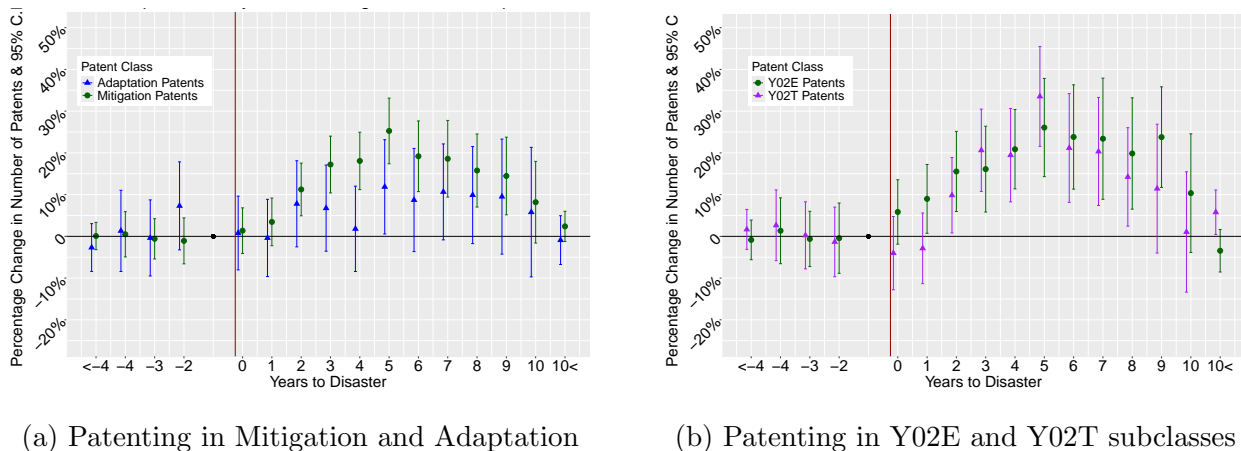 Percentage Change in Number of Patents & 95% C.
50%
40%
30%
20%
10%
0
−10%
−20%
Patent Class
Adaptation Patents
Mitigation Patents
<−4 −4 −3 −2 0 1 2 3 4 5 6 7 8 9 10 10<
Years to Disaster
(a) Patenting in Mitigation and Adaptation
Percentage Change in Number of Patents & 95% C
50%
40%
30%
20%
10%
0
−10%
−20%
Patent Class
Y02E Patents
Y02T Patents
<−4 −4 −3 −2 0 1 2 3 4 5 6 7 8 9 10 10<
Years to Disaster
(b) Patenting in Y02E and Y02T subclasses